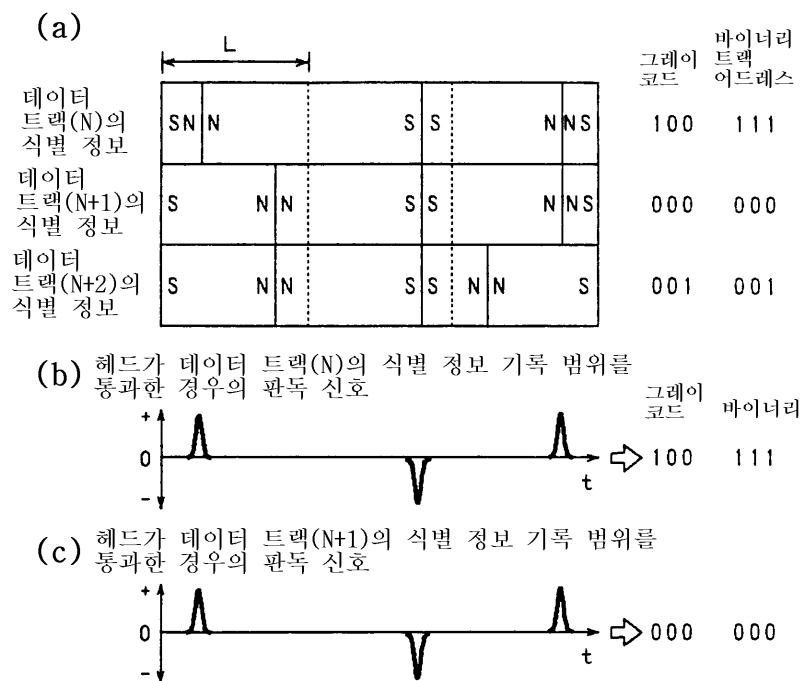 (a)
L
그레이
코드
바이너리
트랙
어드레스
데이터
트랙(N)의
식별 정보
S N N S S N N S
100 111
데이터
트랙(N+1)의
식별 정보
S N N S S N N S
000 000
데이터
트랙(N+2)의
식별 정보
S N N S S N N S
001 001
(b) 헤드가 데이터 트랙(N)의 식별 정보 기록 범위를
통과한 경우의 판독 신호
그레이
코드
바이너리
+
0
-
t
100 111
(c) 헤드가 데이터 트랙(N+1)의 식별 정보 기록 범위를
통과한 경우의 판독 신호
+
0
-
t
000 000